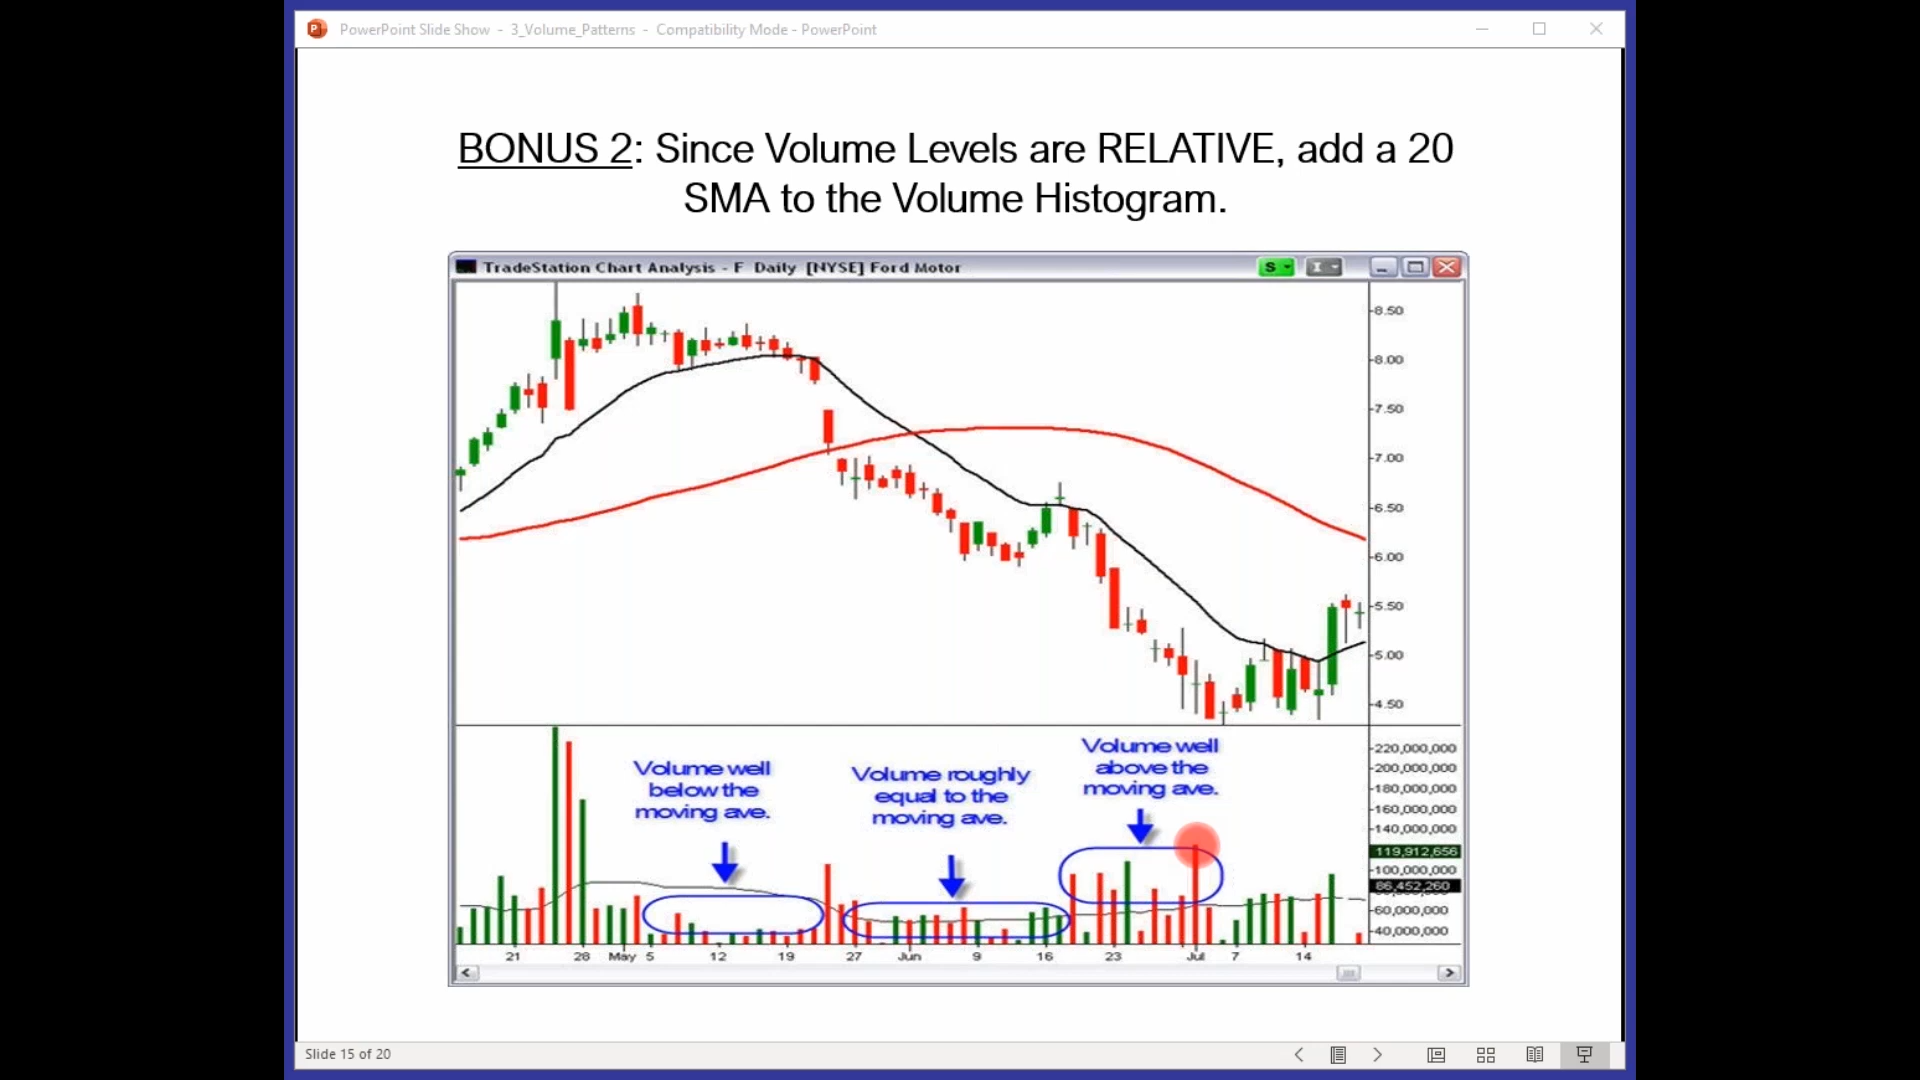 PowerPoint Slide Show - 3_Volume_Patterns - Compatibility Mode - PowerPoint
BONUS 2: Since Volume Levels are RELATIVE, add a 20
SMA to the Volume Histogram.
TradeStation Chart Analysis - F Daily [NYSE] Ford Motor
S
I
8.50
8.00
7.50
7.00
6.50
6.00
5.50
5.00
4.50
Volume well
below the
moving ave.
Volume roughly
equal to the
moving ave.
Volume well
above the
moving ave.
220,000,000
200,000,000
180,000,000
160,000,000
140,000,000
119,912,656
100,000,000
86,452,260
60,000,000
40,000,000
21 28 May 5 12 19 27 Jun 9 16 23 Jul 7 14
Slide 15 of 20